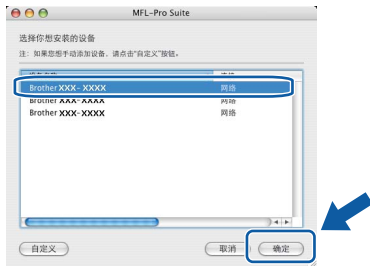 MFL-Pro Suite
选择你想安装的设备
注: 如果您想手动添加设备, 请点击"自定义"按钮。
Brother XXX- XXXX 网络
Brother XXX- XXXX 网络
Brother XXX- XXXX 网络
自定义 取消 确定